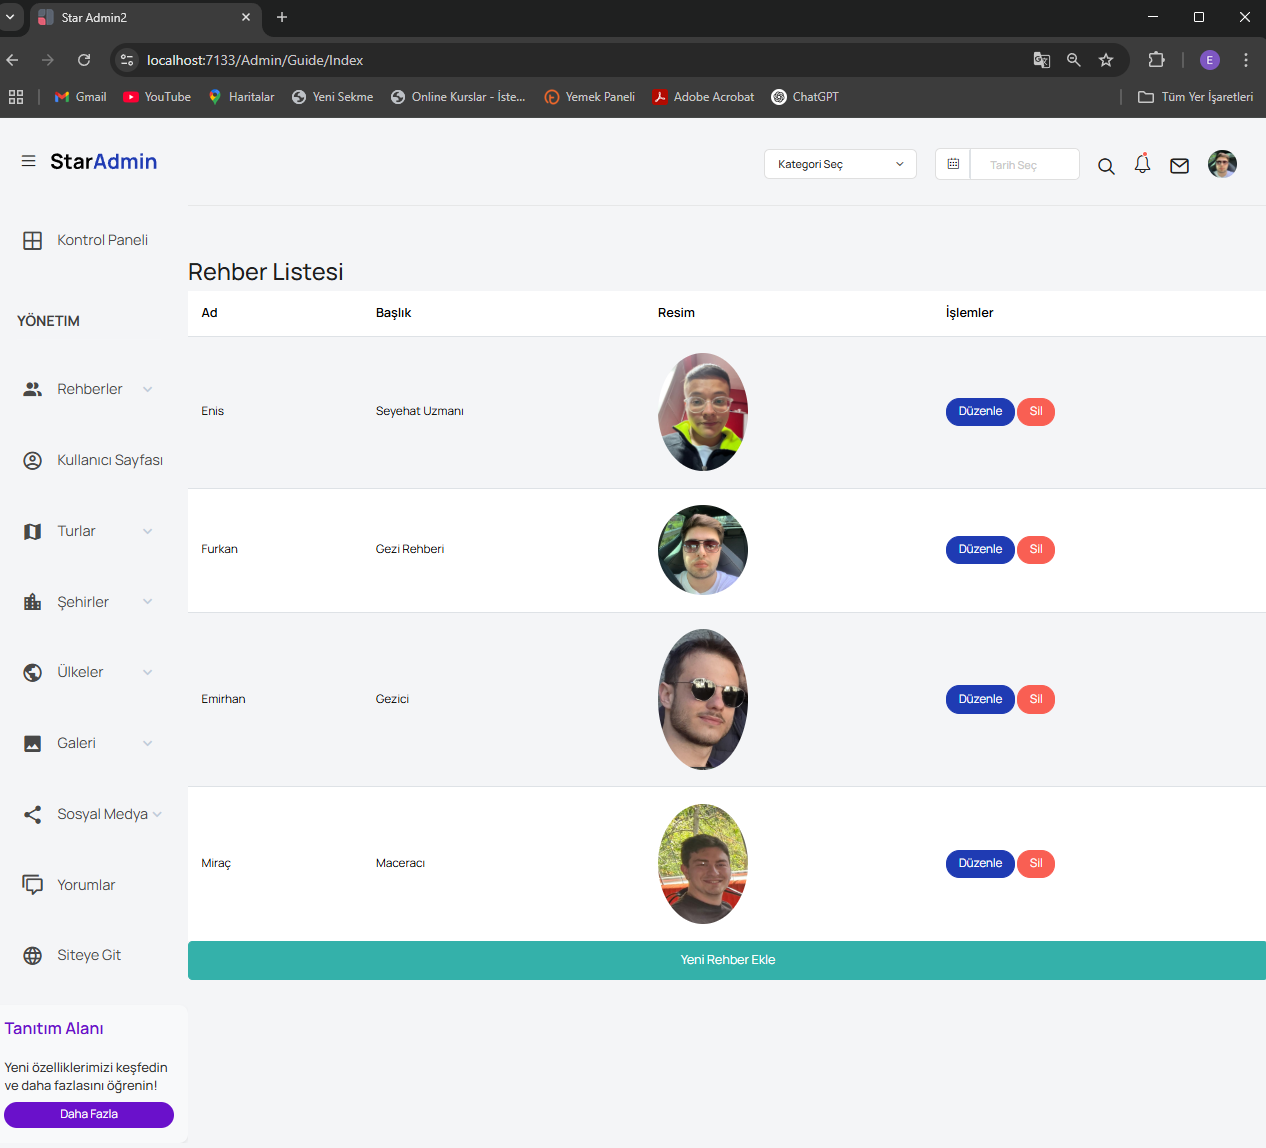 Star Admin2
localhost:7133/Admin/Guide/Index
E
Gmail YouTube Haritalar Yeni Sekme Online Kurslar - İste... Yemek Paneli Adobe Acrobat ChatGPT Tüm Yer İşaretleri
StarAdmin
Kategori Seç Tarih Seç
Kontrol Paneli
YÖNETIM
Rehberler
Kullanıcı Sayfası
Turlar
Şehirler
Ülkeler
Galeri
Sosyal Medya
Yorumlar
Siteye Git
Tanıtım Alanı
Yeni özelliklerimizi keşfedin
ve daha fazlasını öğrenin!
Daha Fazla
Rehber Listesi
Ad Başlık Resim İşlemler
Enis Seyehat Uzmanı Düzenle Sil
Furkan Gezi Rehberi Düzenle Sil
Emirhan Gezici Düzenle Sil
Miraç Maceracı Düzenle Sil
Yeni Rehber Ekle